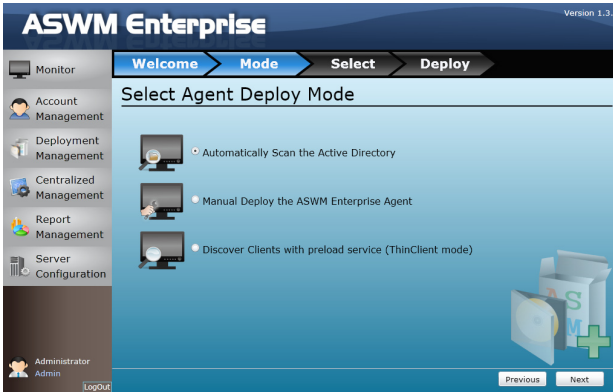 ASWM Enterprise
Version 1.3.
Monitor
Account
Management
Deployment
Management
Centralized
Management
Report
Management
Server
Configuration
Administrator
Admin
LogOut
Welcome
Mode
Select
Deploy
Select Agent Deploy Mode
Automatically Scan the Active Directory
Manual Deploy the ASWM Enterprise Agent
Discover Clients with preload service (ThinClient mode)
A S
W M
Previous
Next